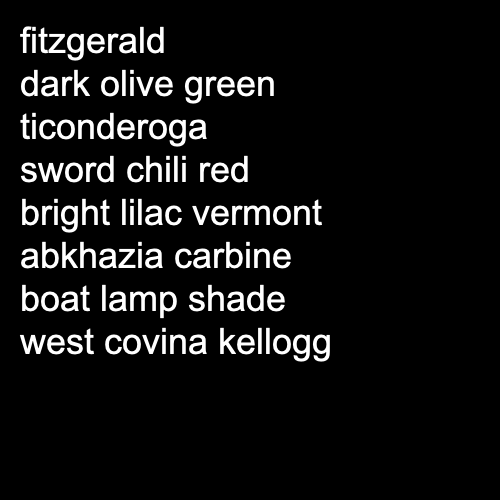 fitzgerald
dark olive green
ticonderoga
sword chili red
bright lilac vermont
abkhazia carbine
boat lamp shade
west covina kellogg